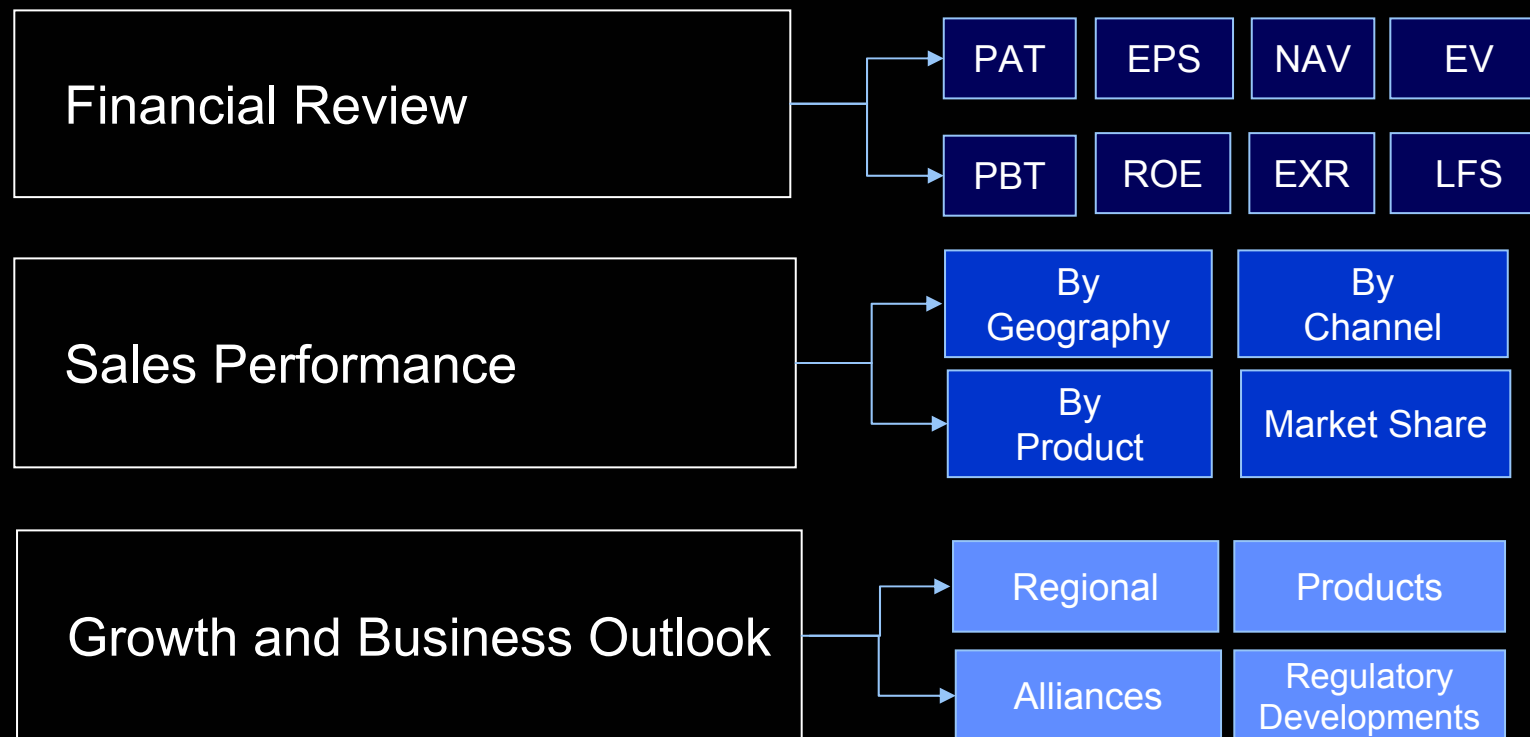 Financial Review
PAT
EPS
NAV
EV
PBT
ROE
EXR
LFS
Sales Performance
By
Geography
By
Channel
By
Product
Market Share
Growth and Business Outlook
Regional
Products
Alliances
Regulatory
Developments